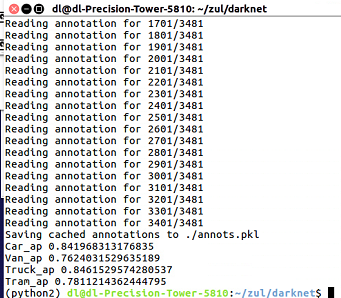 dl@dl-Precision-Tower-5810: ~/zul/darknet
Reading annotation for 1701/3481
Reading annotation for 1801/3481
Reading annotation for 1901/3481
Reading annotation for 2001/3481
Reading annotation for 2101/3481
Reading annotation for 2201/3481
Reading annotation for 2301/3481
Reading annotation for 2401/3481
Reading annotation for 2501/3481
Reading annotation for 2601/3481
Reading annotation for 2701/3481
Reading annotation for 2801/3481
Reading annotation for 2901/3481
Reading annotation for 3001/3481
Reading annotation for 3101/3481
Reading annotation for 3201/3481
Reading annotation for 3301/3481
Reading annotation for 3401/3481
Saving cached annotations to ./annots.pkl
Car_ap 0.841968313176835
Van_ap 0.7624031529635189
Truck_ap 0.8461529574280537
Tram_ap 0.7811214362444795
(python2) dl@dl-Precision-Tower-5810:~/zul/darknet$